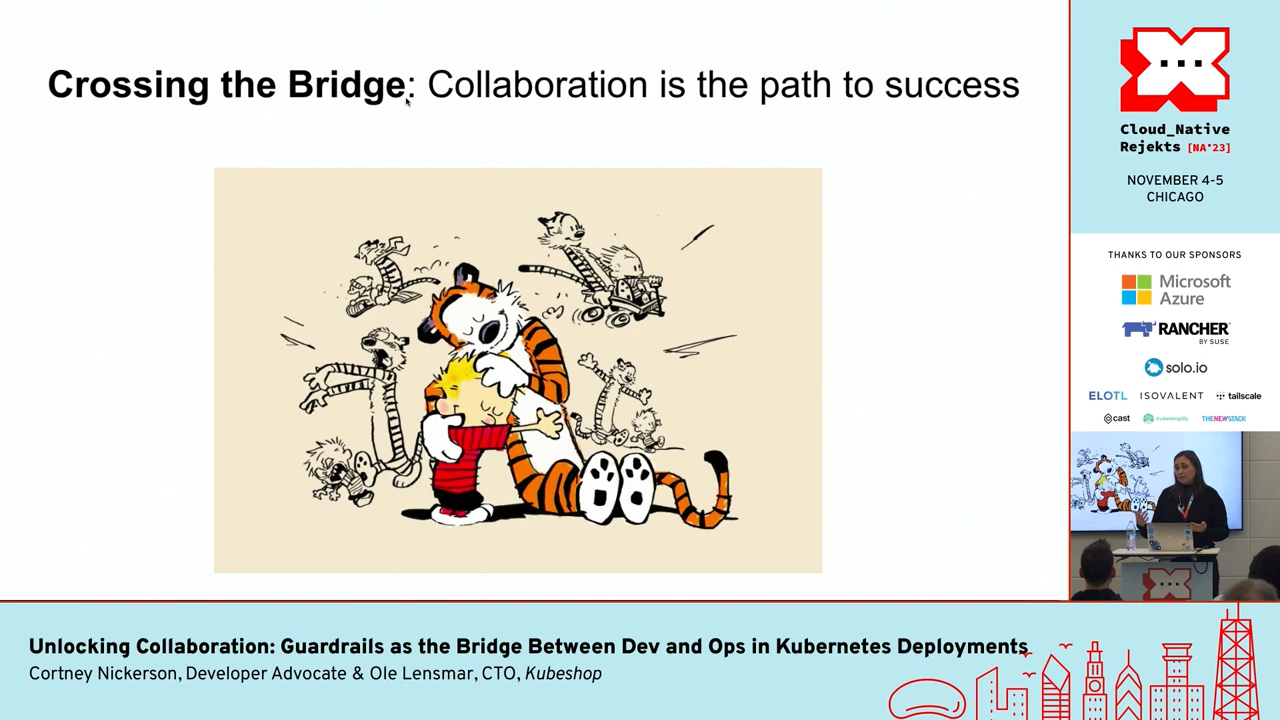 Crossing the Bridge: Collaboration is the path to success
Cloud_Native
Rejekts [NA'23]
NOVEMBER 4-5
CHICAGO
THANKS TO OUR SPONSORS
Microsoft
Azure
RANCHER
BY SUSE
solo.io
ELOTL ISOVALENT tailscale
cast kubesimplify THENEWSTACK
Unlocking Collaboration: Guardrails as the Bridge Between Dev and Ops in Kubernetes Deployments
Cortney Nickerson, Developer Advocate & Ole Lensmar, CTO, Kubeshop